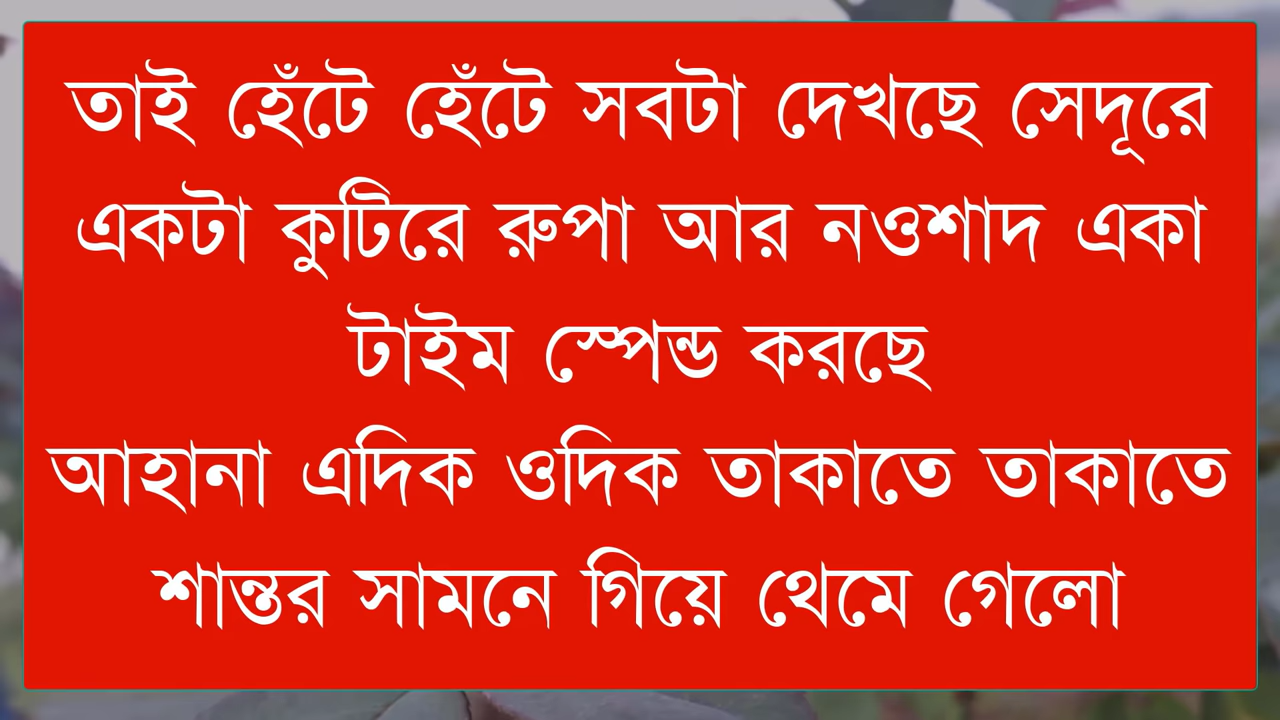 তাই হেঁটে হেঁটে সবটা দেখছে সেদূরে
একটা কুটিরে রুপা আর নওশাদ একা
টাইম স্পেন্ড করছে
আহানা এদিক ওদিক তাকাতে তাকাতে
শান্তর সামনে গিয়ে থেমে গেলো